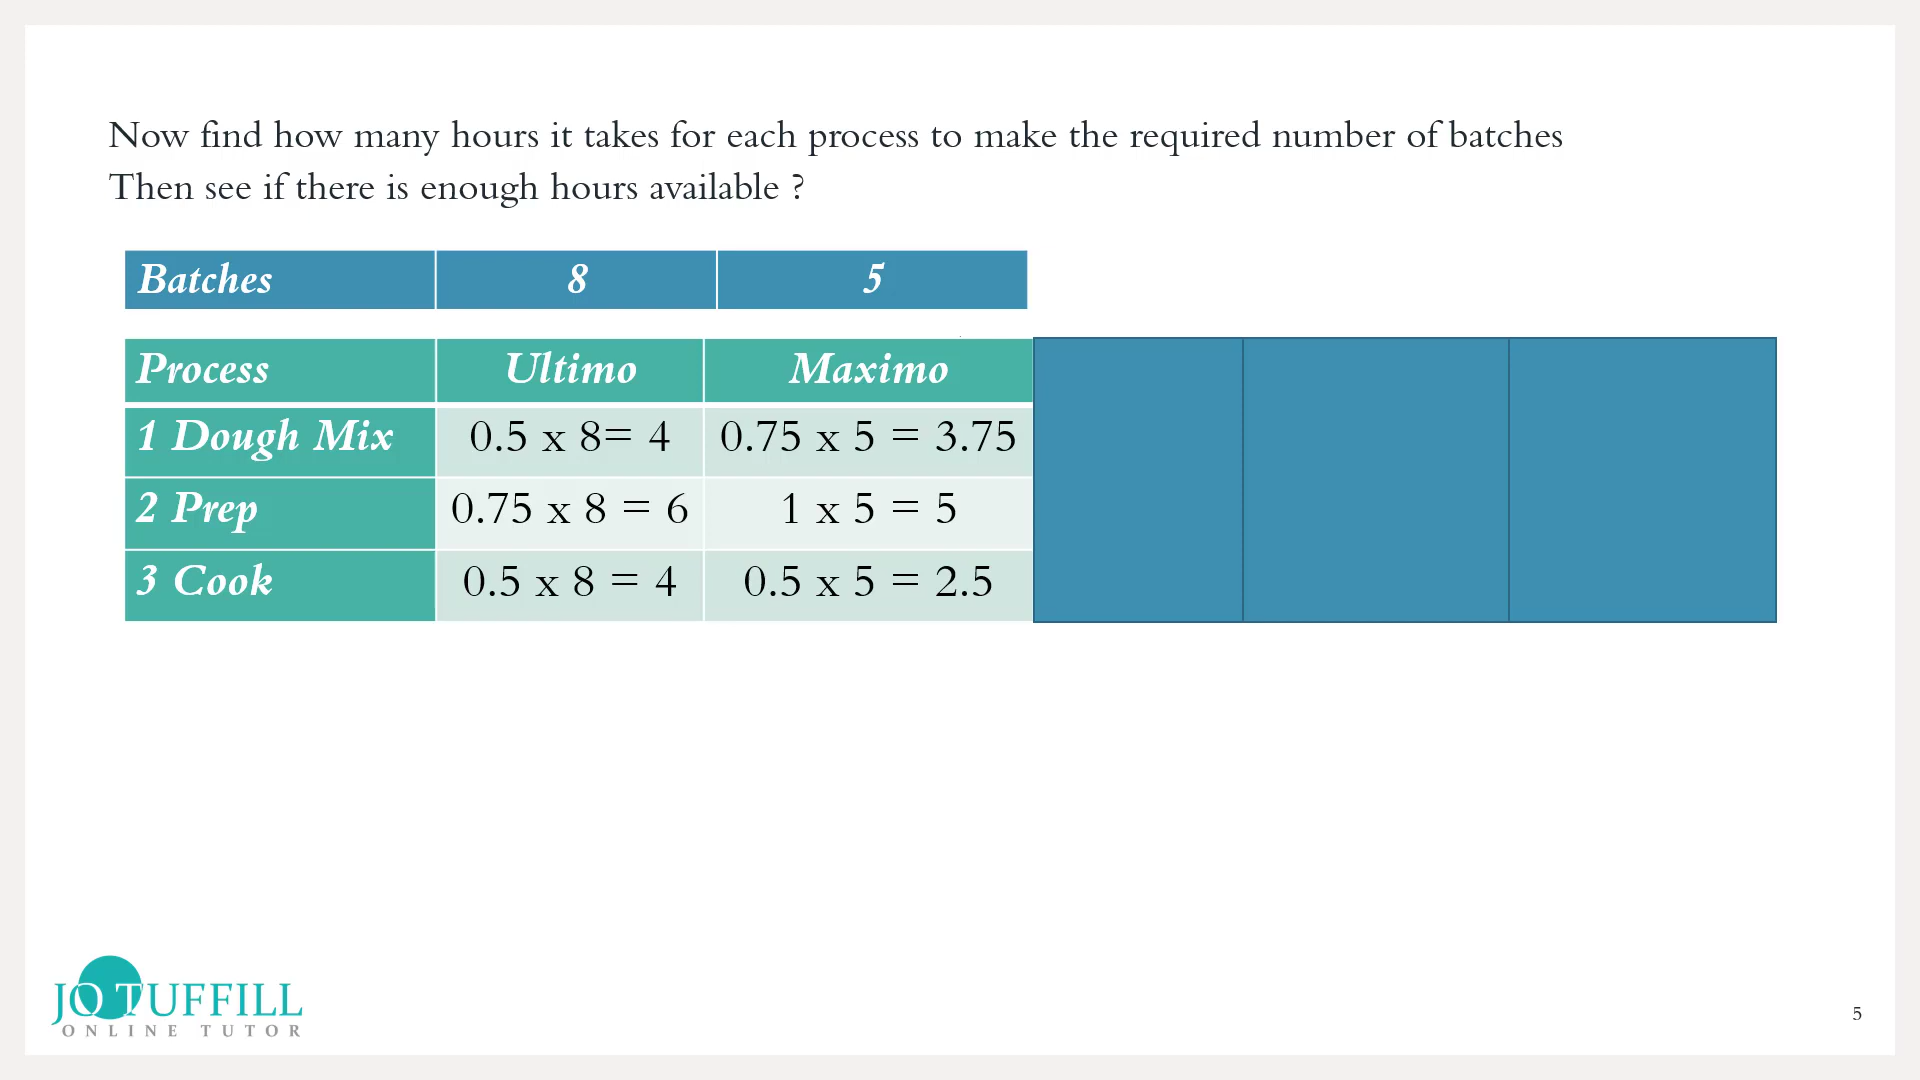 Now find how many hours it takes for each process to make the required number of batches
Then see if there is enough hours available ?
Batches 8 5
Process Ultimo Maximo
1 Dough Mix 0.5 x 8= 4 0.75 x 5 = 3.75
2 Prep 0.75 x 8 = 6 1 x 5 = 5
3 Cook 0.5 x 8 = 4 0.5 x 5 = 2.5
JO TUFFILL
ONLINE TUTOR
5